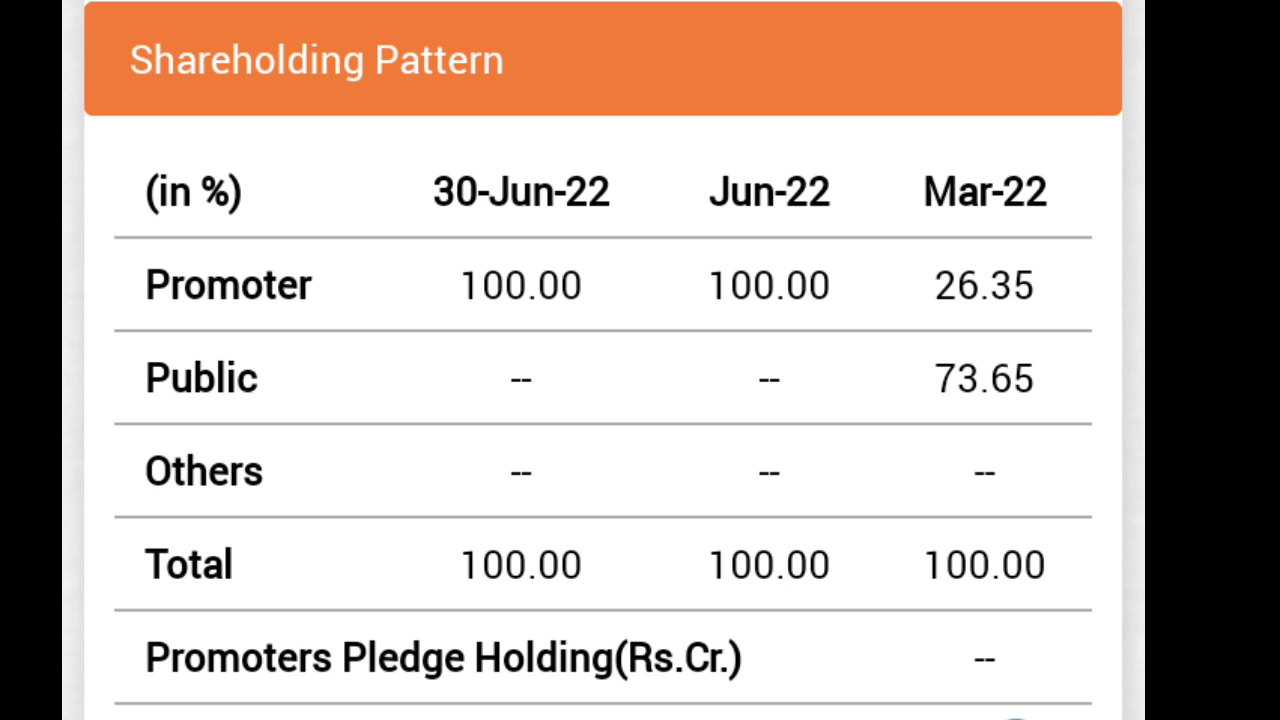 Shareholding Pattern
(in %) 30-Jun-22 Jun-22 Mar-22
Promoter 100.00 100.00 26.35
Public -- -- 73.65
Others -- -- --
Total 100.00 100.00 100.00
Promoters Pledge Holding(Rs.Cr.) --